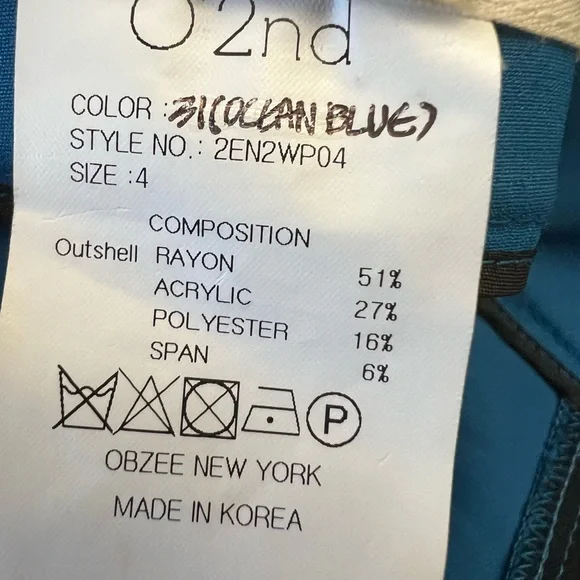 O'2nd
COLOR : 31(OCEAN BLUE)
STYLE NO.: 2EN2WP04
SIZE :4
COMPOSITION
Outshell RAYON 51%
ACRYLIC 27%
POLYESTER 16%
SPAN 6%
P
OBZEE NEW YORK
MADE IN KOREA